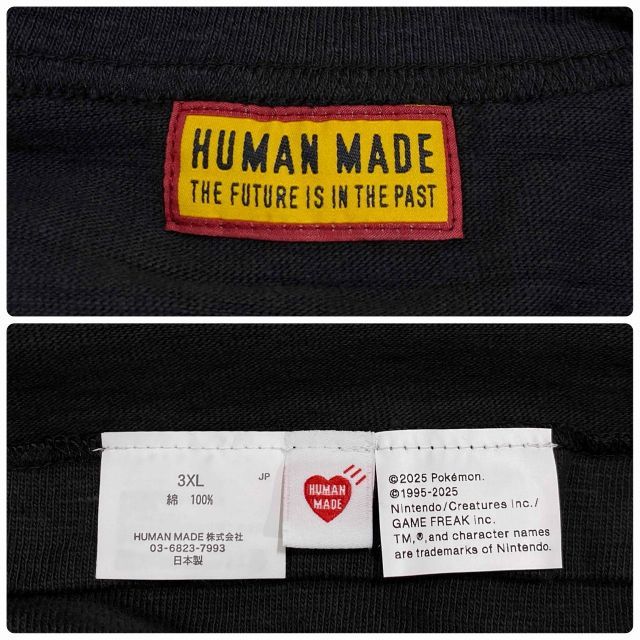 HUMAN MADE
THE FUTURE IS IN THE PAST
3XL
JP
綿 100%
HUMAN MADE 株式会社
03-6823-7993
日本製
HUMAN
MADE
©2025 Pokémon.
©1995-2025
Nintendo/Creatures Inc./
GAME FREAK inc.
TM,®,and character names
are trademarks of Nintendo.